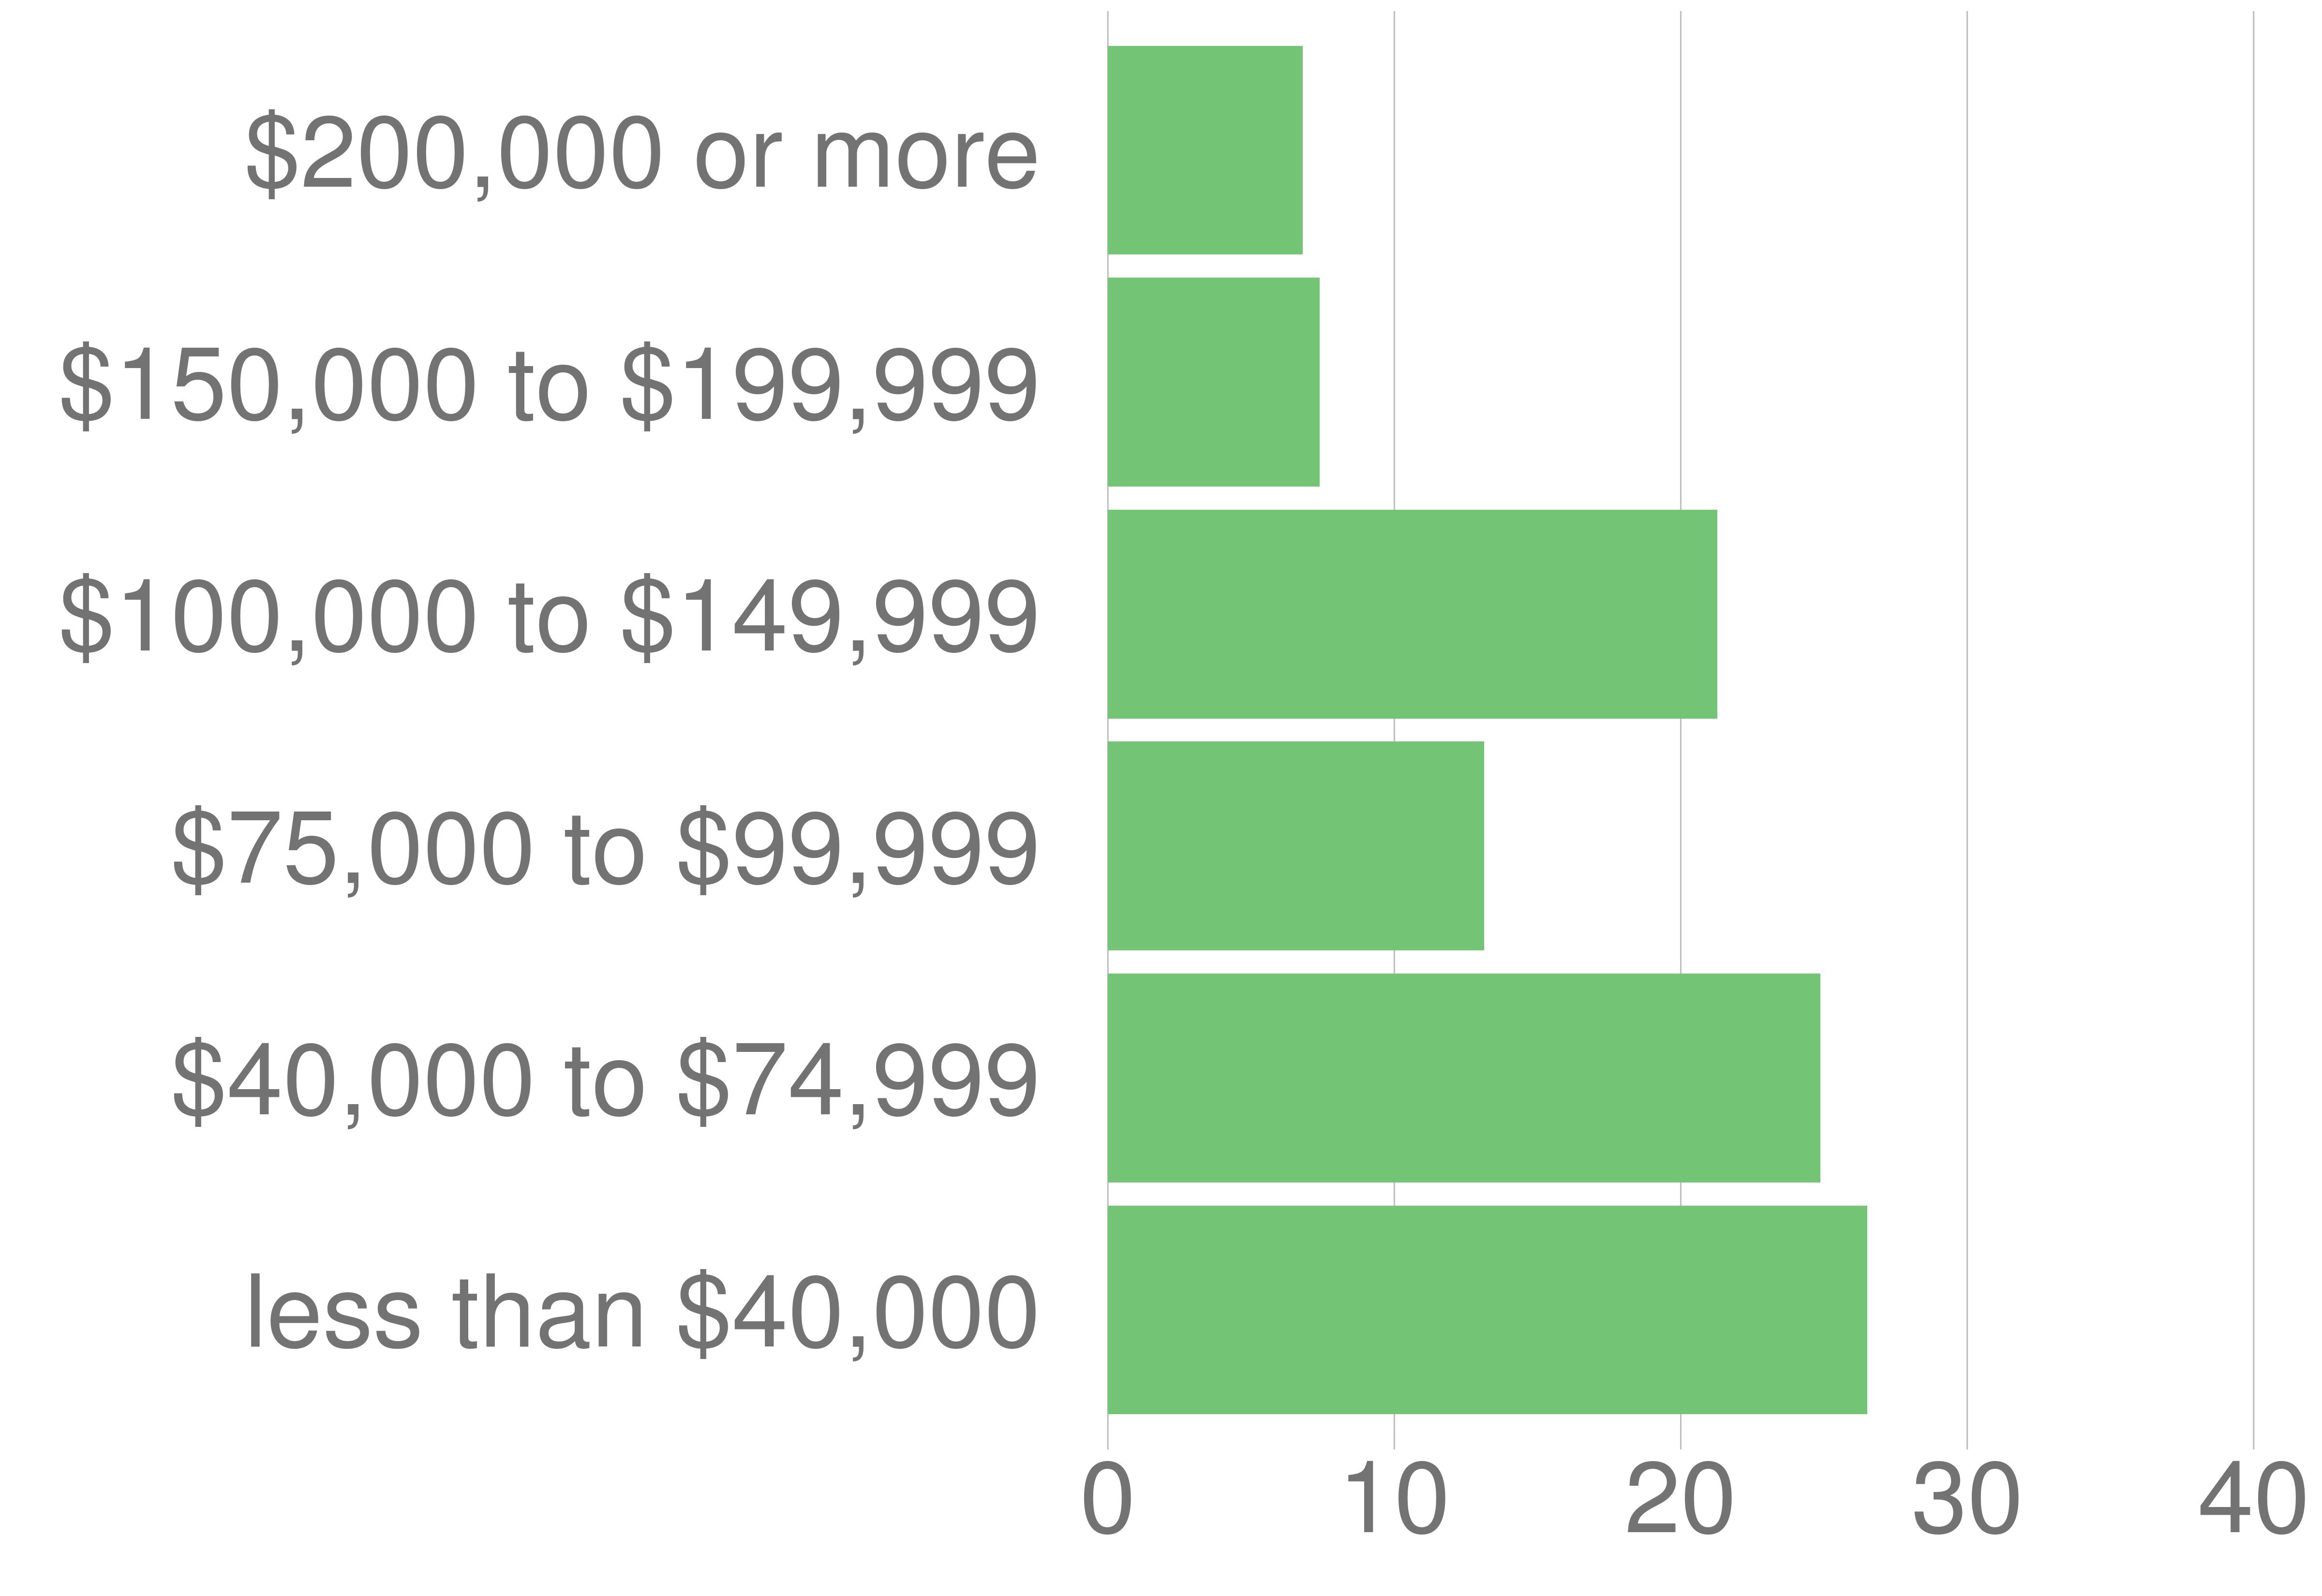 $200,000 or more
$150,000 to $199,999
$100,000 to $149,999
$75,000 to $99,999
$40,000 to $74,999
less than $40,000
0 10 20 30 40